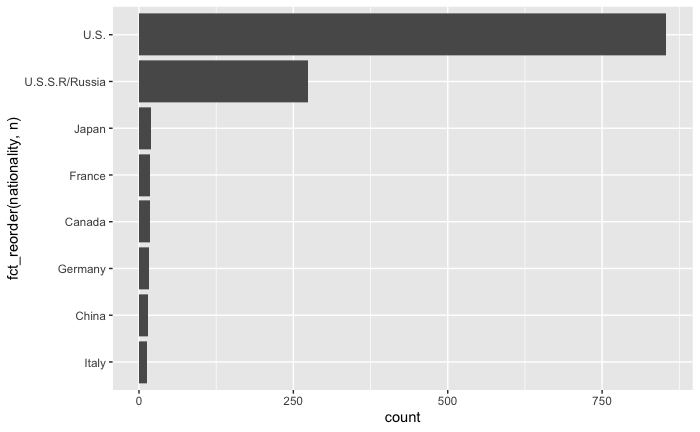 U.S.
U.S.S.R/Russia
Japan
France
Canada
Germany
China
Italy
fct_reorder(nationality, n)
0 250 500 750
count